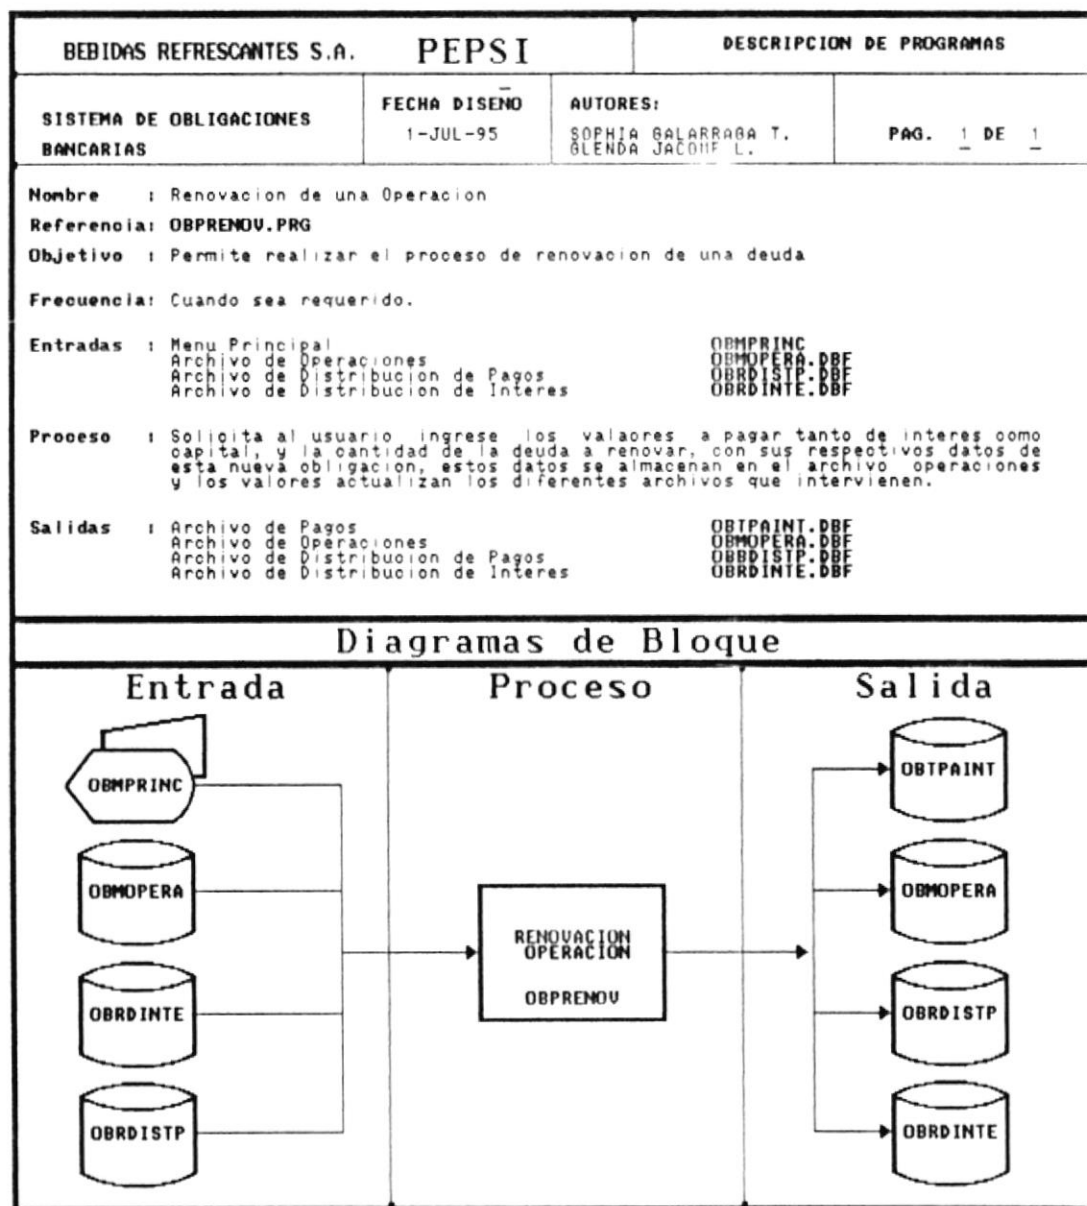 BEBIDAS REFRESCANTES S.A. PEPSI
DESCRIPCION DE PROGRAMAS
SISTEMA DE OBLIGACIONES
BANCARIAS
FECHA DISEÑO
1-JUL-95
AUTORES:
SOPHIA GALARRAGA T.
GLENDA JACOME L.
PAG. 1 DE 1
Nombre : Renovacion de una Operacion
Referencia: OBPRENOV.PRG
Objetivo : Permite realizar el proceso de renovacion de una deuda
Frecuencia: Cuando sea requerido.
Entradas : Menu Principal OBMPRINC
Archivo de Operaciones OBMOPERA.DBF
Archivo de Distribucion de Pagos OBRDISTP.DBF
Archivo de Distribucion de Interes OBRDINTE.DBF
Proceso : Solicita al usuario ingrese los valaores a pagar tanto de interes como
capital, y la cantidad de la deuda a renovar, con sus respectivos datos de
esta nueva obligacion, estos datos se almacenan en el archivo operaciones
y los valores actualizan los diferentes archivos que intervienen.
Salidas : Archivo de Pagos OBTPAINT.DBF
Archivo de Operaciones OBMOPERA.DBF
Archivo de Distribucion de Pagos OBBDISTP.DBF
Archivo de Distribucion de Interes OBRDINTE.DBF
Diagramas de Bloque
Entrada Proceso Salida
OBMPRINC
OBMOPERA
OBRDINTE
OBRDISTP
RENOVACION
OPERACION
OBPRENOV
OBTPAINT
OBMOPERA
OBRDISTP
OBRDINTE